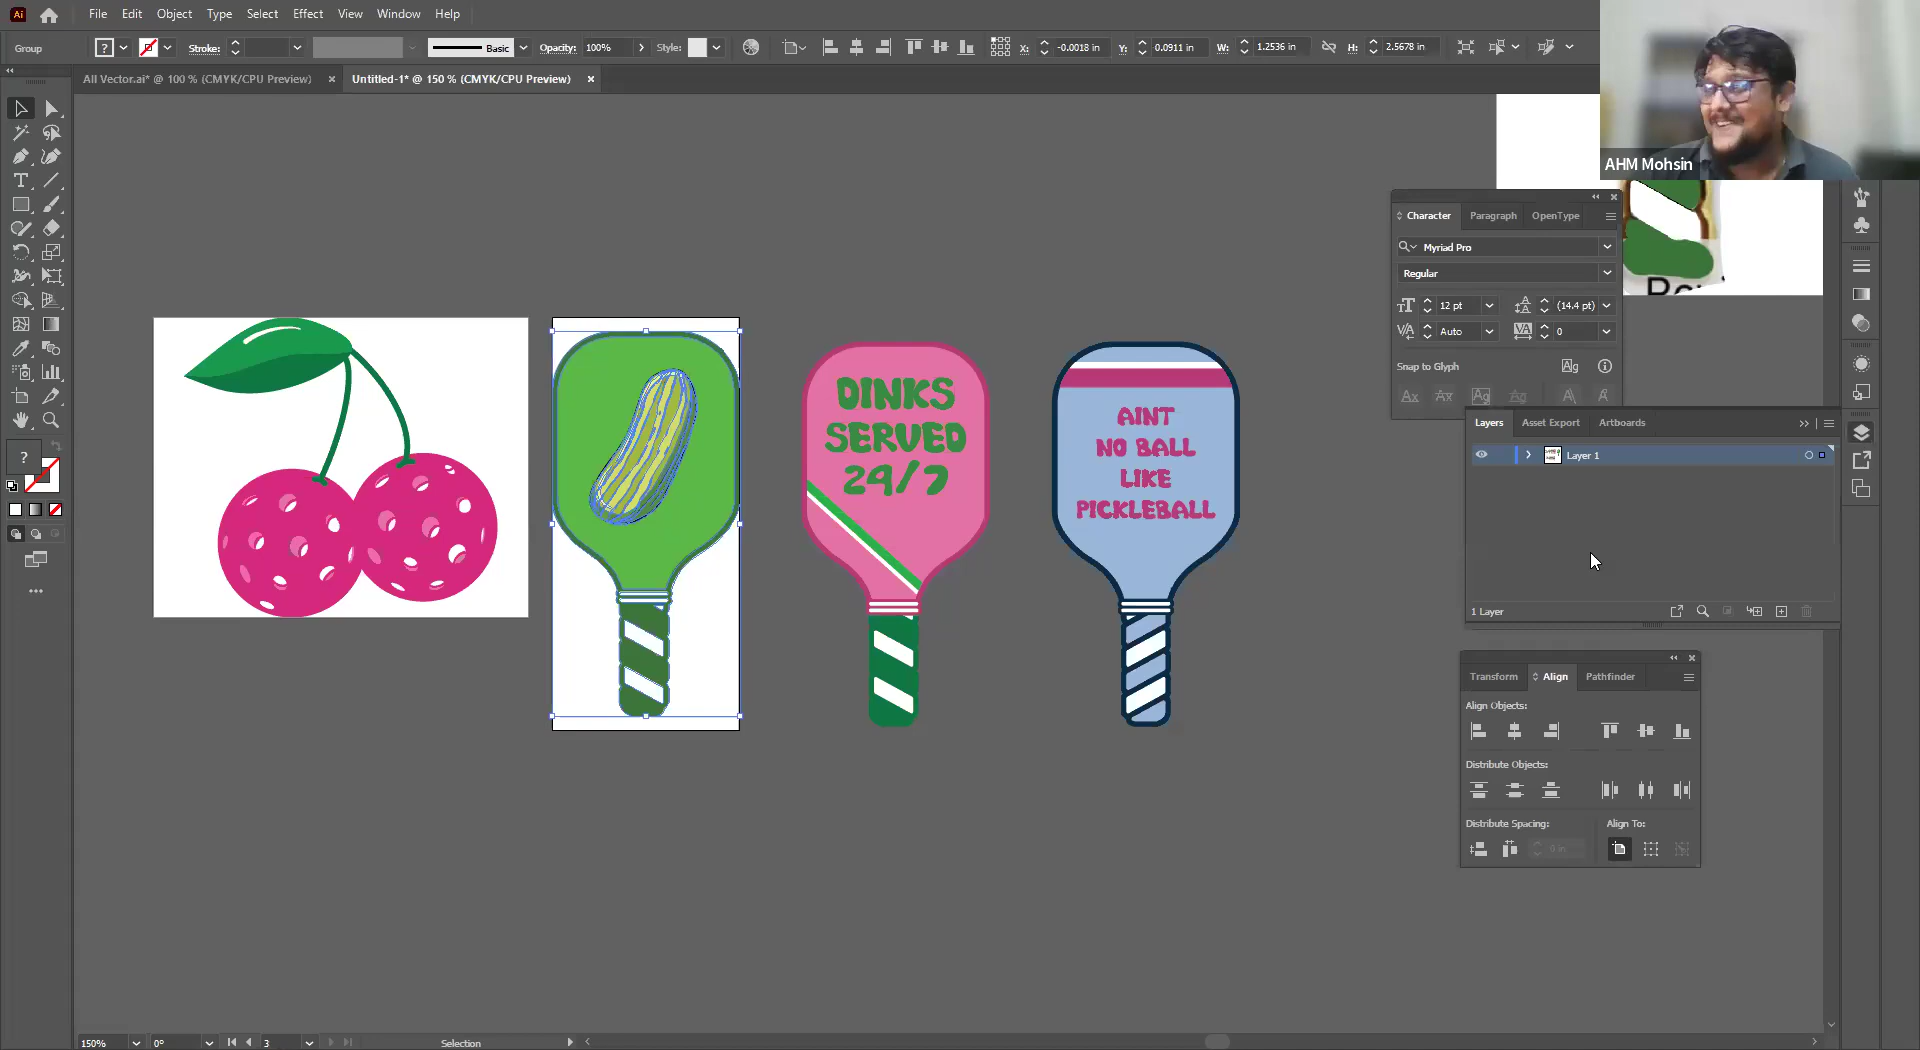 Ai File Edit Object Type Select Effect View Window Help
Group ? Stroke: Basic Opacity: 100% Style: X: -0.0018 in Y: 0.0911 in W: 1.2536 in H: 2.5678 in
All Vector.ai* @ 100 % (CMYK/CPU Preview) × Untitled-1* @ 150 % (CMYK/CPU Preview) ×
AHM Mohsin
Character Paragraph OpenType
Myriad Pro
Regular
12 pt (14.4 pt)
Auto 0
Snap to Glyph
Layers Asset Export Artboards
Layer 1
1 Layer
DINKS
SERVED
24/7
AINT
NO BALL
LIKE
PICKLEBALL
?
Transform Align Pathfinder
Align Objects:
Distribute Objects:
Distribute Spacing: Align To:
0 in
150% 0° 3 Selection